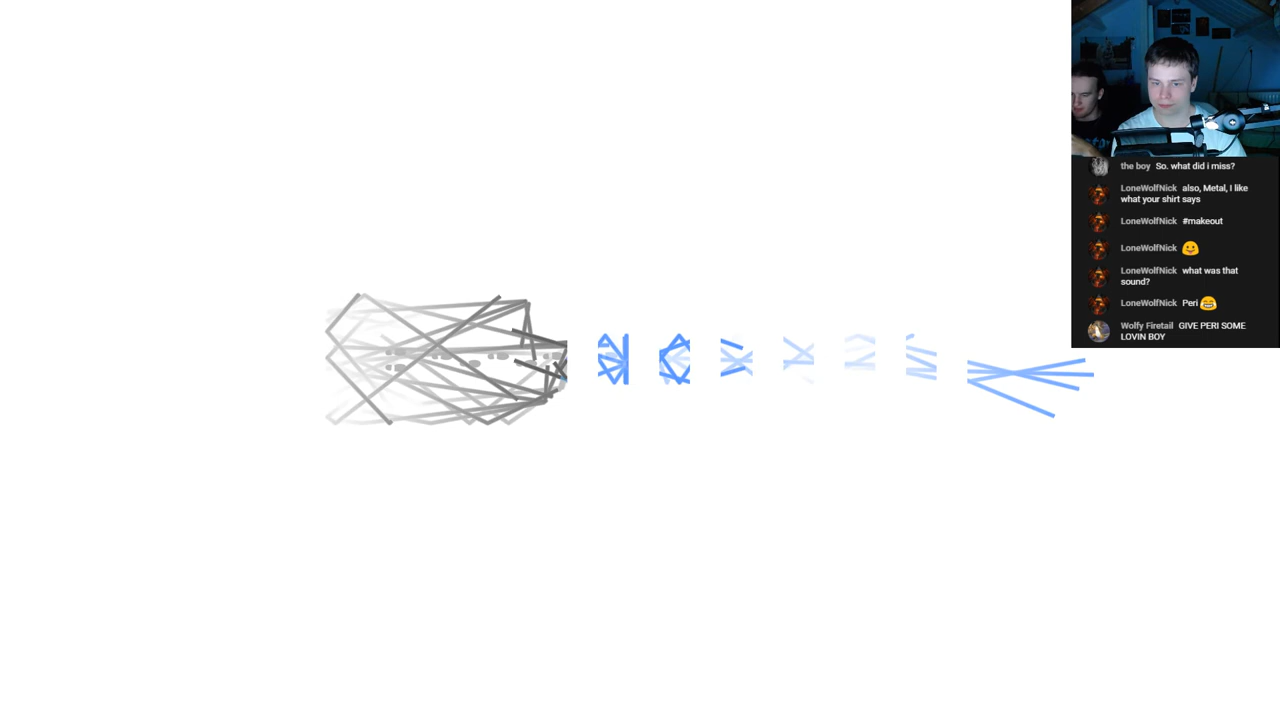 the boy So. what did i miss?
LoneWolfNick also, Metal, I like
what your shirt says
LoneWolfNick #makeout
LoneWolfNick
LoneWolfNick what was that
sound?
LoneWolfNick Peri
Wolfy Firetail GIVE PERI SOME
LOVIN BOY